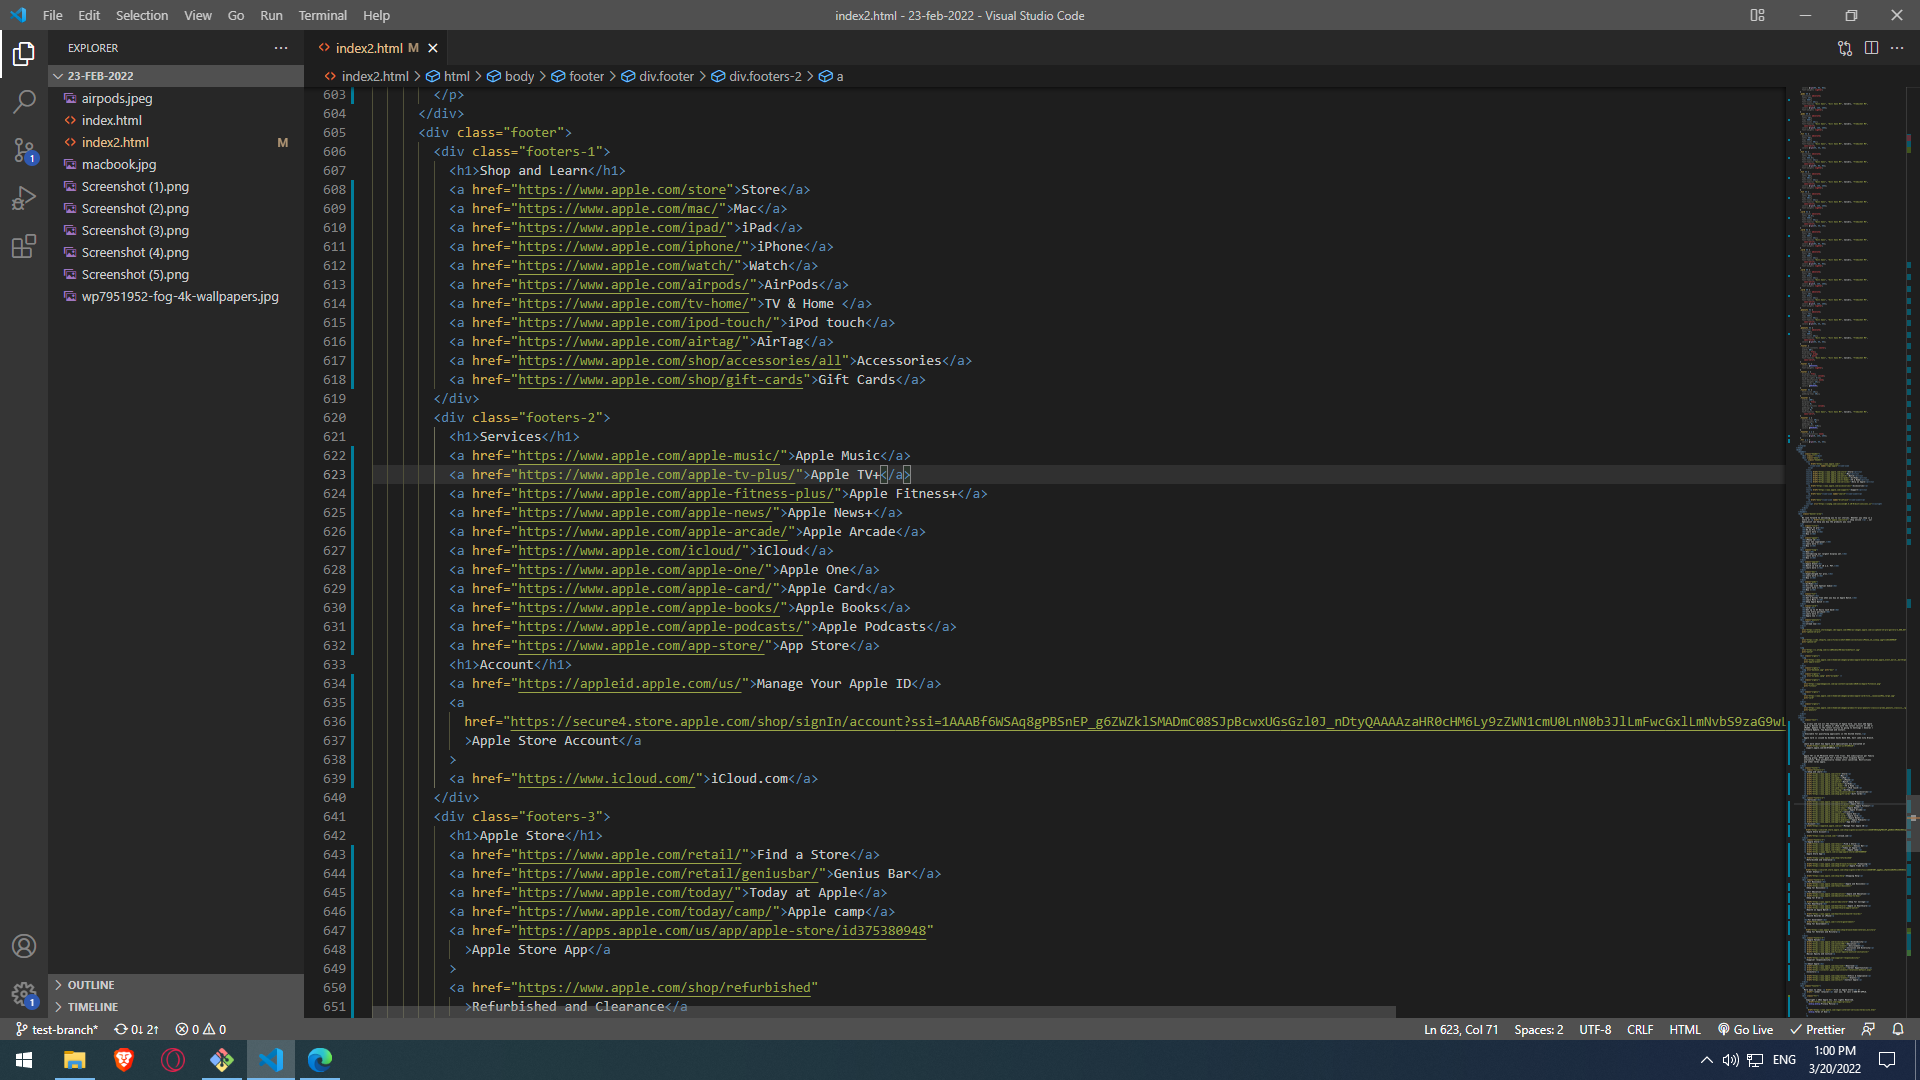 File Edit Selection View Go Run Terminal Help
index2.html - 23-feb-2022 - Visual Studio Code
EXPLORER
index2.html M
23-FEB-2022
index2.html > html > body > footer > div.footer > div.footers-2 > a
airpods.jpeg
index.html
index2.html M
macbook.jpg
Screenshot (1).png
Screenshot (2).png
Screenshot (3).png
Screenshot (4).png
Screenshot (5).png
wp7951952-fog-4k-wallpapers.jpg
603 </p>
604 </div>
605 <div class="footer">
606 <div class="footers-1">
607 <h1>Shop and Learn</h1>
608 <a href="https://www.apple.com/store">Store</a>
609 <a href="https://www.apple.com/mac/">Mac</a>
610 <a href="https://www.apple.com/ipad/">iPad</a>
611 <a href="https://www.apple.com/iphone/">iPhone</a>
612 <a href="https://www.apple.com/watch/">Watch</a>
613 <a href="https://www.apple.com/airpods/">AirPods</a>
614 <a href="https://www.apple.com/tv-home/">TV & Home </a>
615 <a href="https://www.apple.com/ipod-touch/">iPod touch</a>
616 <a href="https://www.apple.com/airtag/">AirTag</a>
617 <a href="https://www.apple.com/shop/accessories/all">Accessories</a>
618 <a href="https://www.apple.com/shop/gift-cards">Gift Cards</a>
619 </div>
620 <div class="footers-2">
621 <h1>Services</h1>
622 <a href="https://www.apple.com/apple-music/">Apple Music</a>
623 <a href="https://www.apple.com/apple-tv-plus/">Apple TV+</a>
624 <a href="https://www.apple.com/apple-fitness-plus/">Apple Fitness+</a>
625 <a href="https://www.apple.com/apple-news/">Apple News+</a>
626 <a href="https://www.apple.com/apple-arcade/">Apple Arcade</a>
627 <a href="https://www.apple.com/icloud/">iCloud</a>
628 <a href="https://www.apple.com/apple-one/">Apple One</a>
629 <a href="https://www.apple.com/apple-card/">Apple Card</a>
630 <a href="https://www.apple.com/apple-books/">Apple Books</a>
631 <a href="https://www.apple.com/apple-podcasts/">Apple Podcasts</a>
632 <a href="https://www.apple.com/app-store/">App Store</a>
633 <h1>Account</h1>
634 <a href="https://appleid.apple.com/us/">Manage Your Apple ID</a>
635 <a
636 href="https://secure4.store.apple.com/shop/signIn/account?ssi=1AAABf6WSAq8gPBSnEP_g6ZWZklSMADmC08SJpBcwxUGsGzl0J_nDtyQAAAAzaHR0cHM6Ly9zZWN1cmU0LnN0b3JlLmFwcGxlLmNvbS9zaG9wL
637 >Apple Store Account</a
638 >
639 <a href="https://www.icloud.com/">iCloud.com</a>
640 </div>
641 <div class="footers-3">
642 <h1>Apple Store</h1>
643 <a href="https://www.apple.com/retail/">Find a Store</a>
644 <a href="https://www.apple.com/retail/geniusbar/">Genius Bar</a>
645 <a href="https://www.apple.com/today/">Today at Apple</a>
646 <a href="https://www.apple.com/today/camp/">Apple camp</a>
647 <a href="https://apps.apple.com/us/app/apple-store/id375380948"
648 >Apple Store App</a
649 >
650 <a href="https://www.apple.com/shop/refurbished"
651 >Refurbished and Clearance</a
OUTLINE
TIMELINE
1
1
test-branch* 0↓ 2↑ 0 0
Ln 623, Col 71 Spaces: 2 UTF-8 CRLF HTML Go Live Prettier
ENG
1:00 PM
3/20/2022